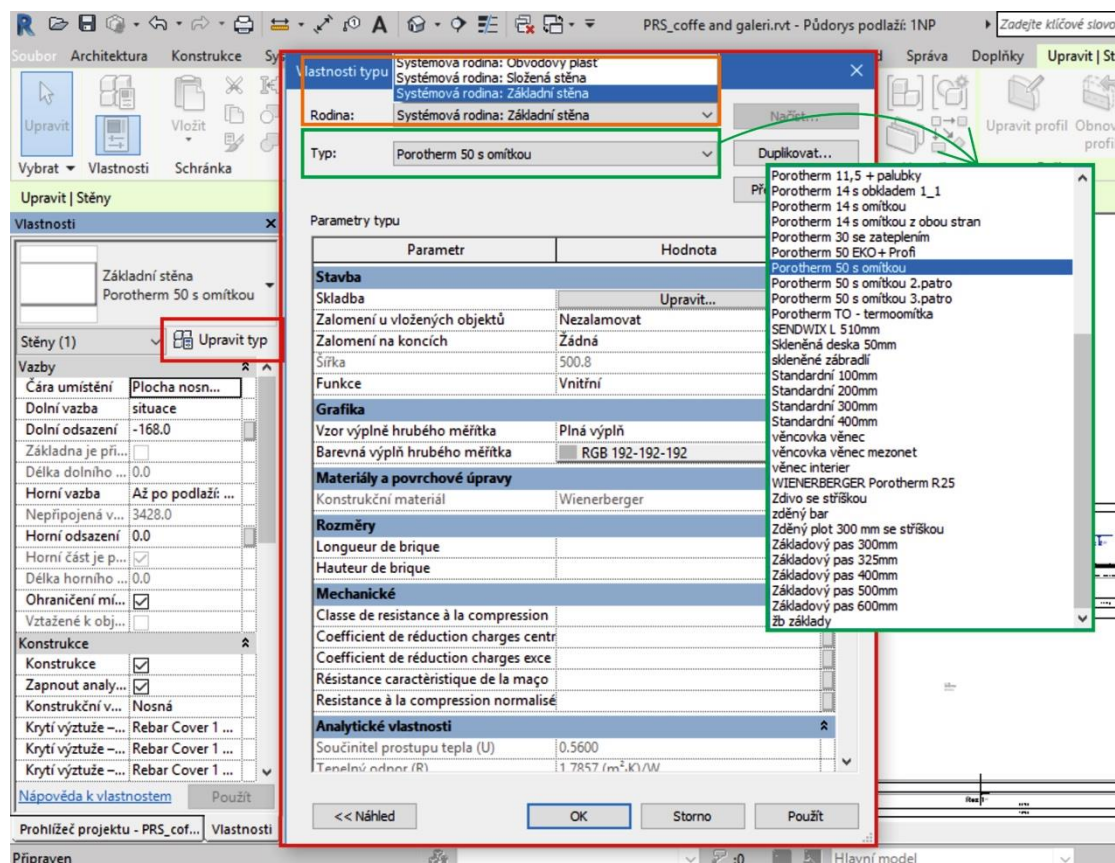 PRS_coffe and galeri.rvt - Půdorys podlaží: 1NP
Zadejte klíčové slovo
Soubor Architektura Konstrukce Sy
Správa Doplňky Upravit | St
Upravit
Vložit
Upravit profil Obnov
profi
Vybrat Vlastnosti Schránka
Upravit | Stěny
Vlastnosti
Základní stěna
Porotherm 50 s omítkou
Stěny (1) Upravit typ
Vazby
Čára umístění Plocha nosn...
Dolní vazba situace
Dolní odsazení -168.0
Základna je při...
Délka dolního ... 0.0
Horní vazba Až po podlaží: ...
Nepřipojená v... 3428.0
Horní odsazení 0.0
Horní část je p...
Délka horního ... 0.0
Ohraničení mí...
Vztažené k obj...
Konstrukce
Konstrukce
Zapnout analy...
Konstrukční v... Nosná
Krytí výztuže –... Rebar Cover 1 ...
Krytí výztuže –... Rebar Cover 1 ...
Krytí výztuže –... Rebar Cover 1 ...
Nápověda k vlastnostem Použít
Prohlížeč projektu - PRS_cof... Vlastnosti
Připraven
Vlastnosti typu
Systémová rodina: Obvodový plášť
Systémová rodina: Složená stěna
Systémová rodina: Základní stěna
Rodina: Systémová rodina: Základní stěna Načíst...
Typ: Porotherm 50 s omítkou Duplikovat...
Př
Parametry typu
Parametr Hodnota
Stavba
Skladba Upravit...
Zalomení u vložených objektů Nezalamovat
Zalomení na koncích Žádná
Šířka 500.8
Funkce Vnitřní
Grafika
Vzor výplně hrubého měřítka Plná výplň
Barevná výplň hrubého měřítka RGB 192-192-192
Materiály a povrchové úpravy
Konstrukční materiál Wienerberger
Rozměry
Longueur de brique
Hauteur de brique
Mechanické
Classe de resistance à la compression
Coefficient de réduction charges centr
Coefficient de réduction charges exce
Résistance caractèristique de la maço
Resistance à la compression normalisé
Analytické vlastnosti
Součinitel prostupu tepla (U) 0.5600
Tepelný odpor (R) 1.7857 (m²·K)/W
<< Náhled OK Storno Použít
Porotherm 11,5 + palubky
Porotherm 14 s obkladem 1_1
Porotherm 14 s omítkou
Porotherm 14 s omítkou z obou stran
Porotherm 30 se zateplením
Porotherm 50 EKO+ Profi
Porotherm 50 s omítkou
Porotherm 50 s omítkou 2.patro
Porotherm 50 s omítkou 3.patro
Porotherm TO - termoomítka
SENDWIX L 510mm
Skleněná deska 50mm
skleněné zábradlí
Standardní 100mm
Standardní 200mm
Standardní 300mm
Standardní 400mm
věncovka věnec
věncovka věnec mezonet
věnec interier
WIENERBERGER Porotherm R25
Zdivo se stříškou
zděný bar
Zděný plot 300 mm se stříškou
Základový pas 300mm
Základový pas 325mm
Základový pas 400mm
Základový pas 500mm
Základový pas 600mm
žb základy
:0 Hlavní model